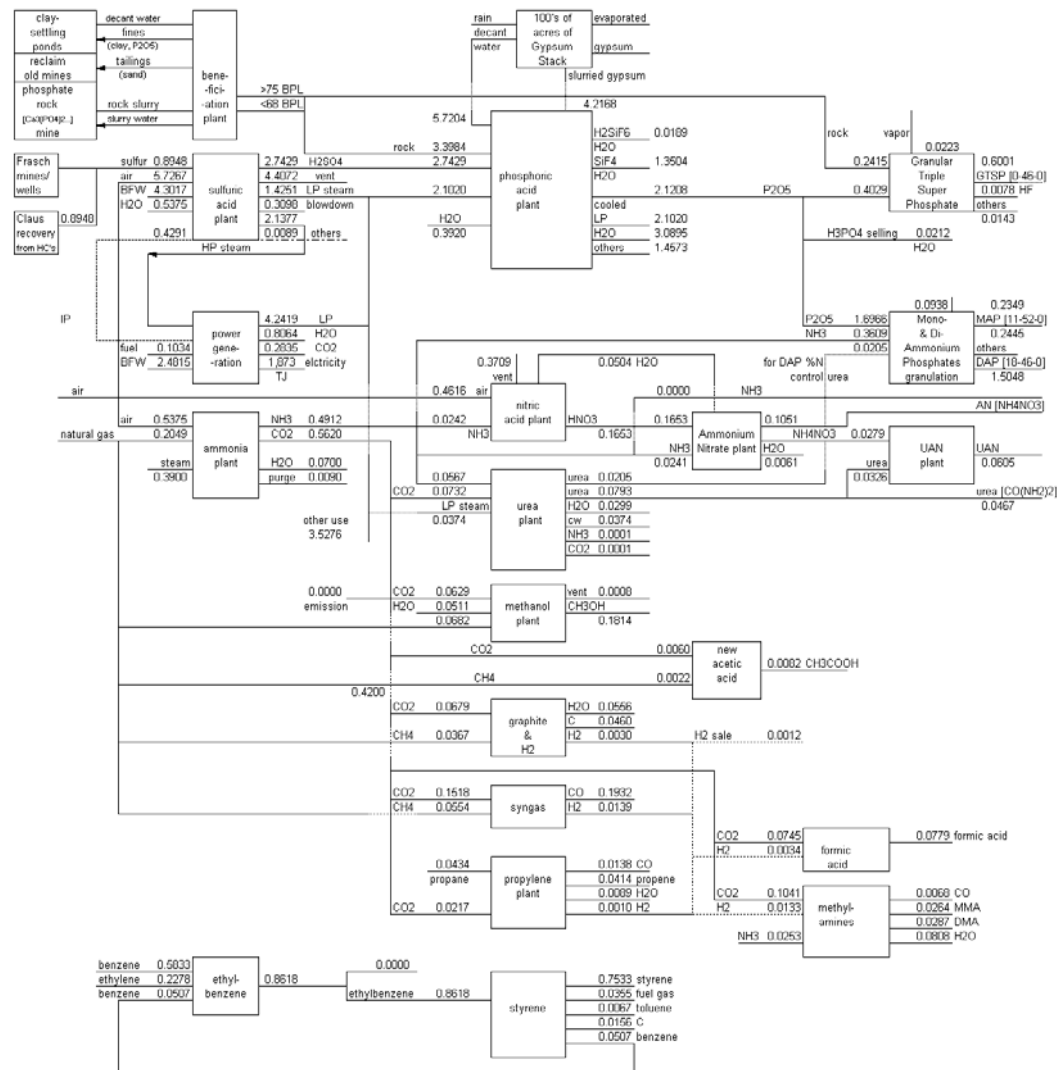 clay-
settling
ponds
reclaim
old mines
phosphate
rock
[Ca3[PO4]2...]
mine
decant water
fines
(clay, P2O5)
tailings
(sand)
rock slurry
slurry water
bene-
-fici-
-ation
plant
>75 BPL
<68 BPL
rain
decant
water
100's of
acres of
Gypsum
Stack
evaporated
gypsum
slurried gypsum
5.7204
4.2168
rock 3.3984
2.7429
2.1020
H2O
0.3920
phosphoric
acid
plant
H2SiF6 0.0189
H2O
SiF4 1.3504
H2O
2.1208 P2O5
cooled
LP 2.1020
H2O 3.0895
others 1.4573
rock
vapor
0.0223
0.2415
0.4029
Granular
Triple
Super
Phosphate
0.6001
GTSP [0-46-0]
0.0078 HF
others
0.0143
H3PO4 selling 0.0212
H2O
Frasch
mines/
wells
Claus
recovery
from HC's
0.8948
sulfur 0.8948
air 5.7267
BFW 4.3017
H2O 0.5375
0.4291
sulfuric
acid
plant
2.7429 H2SO4
4.4072 vent
1.4251 LP steam
0.3098 blowdown
2.1377
0.0089 others
HP steam
IP
fuel 0.1034
BFW 2.4815
power
gene-
-ration
4.2419 LP
0.8064 H2O
0.2835 CO2
1,873 elctricity
TJ
P2O5 1.6966
NH3 0.3609
0.0205
0.0938
Mono-
& Di-
Ammonium
Phosphates
granulation
0.2349
MAP [11-52-0]
0.2445
others
DAP [18-46-0]
1.5048
for DAP %N
control urea
air
0.3709
vent
0.4616 air
0.0242
NH3
nitric
acid plant
0.0504 H2O
HNO3 0.1653
0.1653
0.0000 NH3
AN [NH4NO3]
NH3
0.0241
Ammonium
Nitrate plant
0.1051
NH4NO3 0.0279
H2O
0.0061
urea
0.0326
UAN
plant
UAN
0.0605
urea [CO(NH2)2]
0.0467
natural gas
air 0.5375
0.2049
steam
0.3900
ammonia
plant
NH3 0.4912
CO2 0.5620
H2O 0.0700
purge 0.0090
0.0567
CO2 0.0732
LP steam
0.0374
other use
3.5276
urea
plant
urea 0.0205
urea 0.0793
H2O 0.0299
cw 0.0374
NH3 0.0001
CO2 0.0001
0.0000
emission
CO2 0.0629
H2O 0.0511
0.0682
methanol
plant
vent 0.0008
CH3OH
0.1814
CO2 0.0060
CH4 0.0022
new
acetic
acid
0.0082 CH3COOH
0.4200
CO2 0.0679
CH4 0.0367
graphite
&
H2
H2O 0.0556
C 0.0460
H2 0.0030
H2 sale 0.0012
CO2 0.1518
CH4 0.0554
syngas
CO 0.1932
H2 0.0139
0.0434
propane
CO2 0.0217
propylene
plant
0.0138 CO
0.0414 propene
0.0089 H2O
0.0010 H2
CO2 0.0745
H2 0.0034
formic
acid
0.0779 formic acid
CO2 0.1041
H2 0.0133
NH3 0.0253
methyl-
amines
0.0068 CO
0.0264 MMA
0.0287 DMA
0.0808 H2O
benzene 0.5833
ethylene 0.2278
benzene 0.0507
ethyl-
benzene
0.8618
0.0000
ethylbenzene 0.8618
styrene
0.7533 styrene
0.0355 fuel gas
0.0067 toluene
0.0156 C
0.0507 benzene